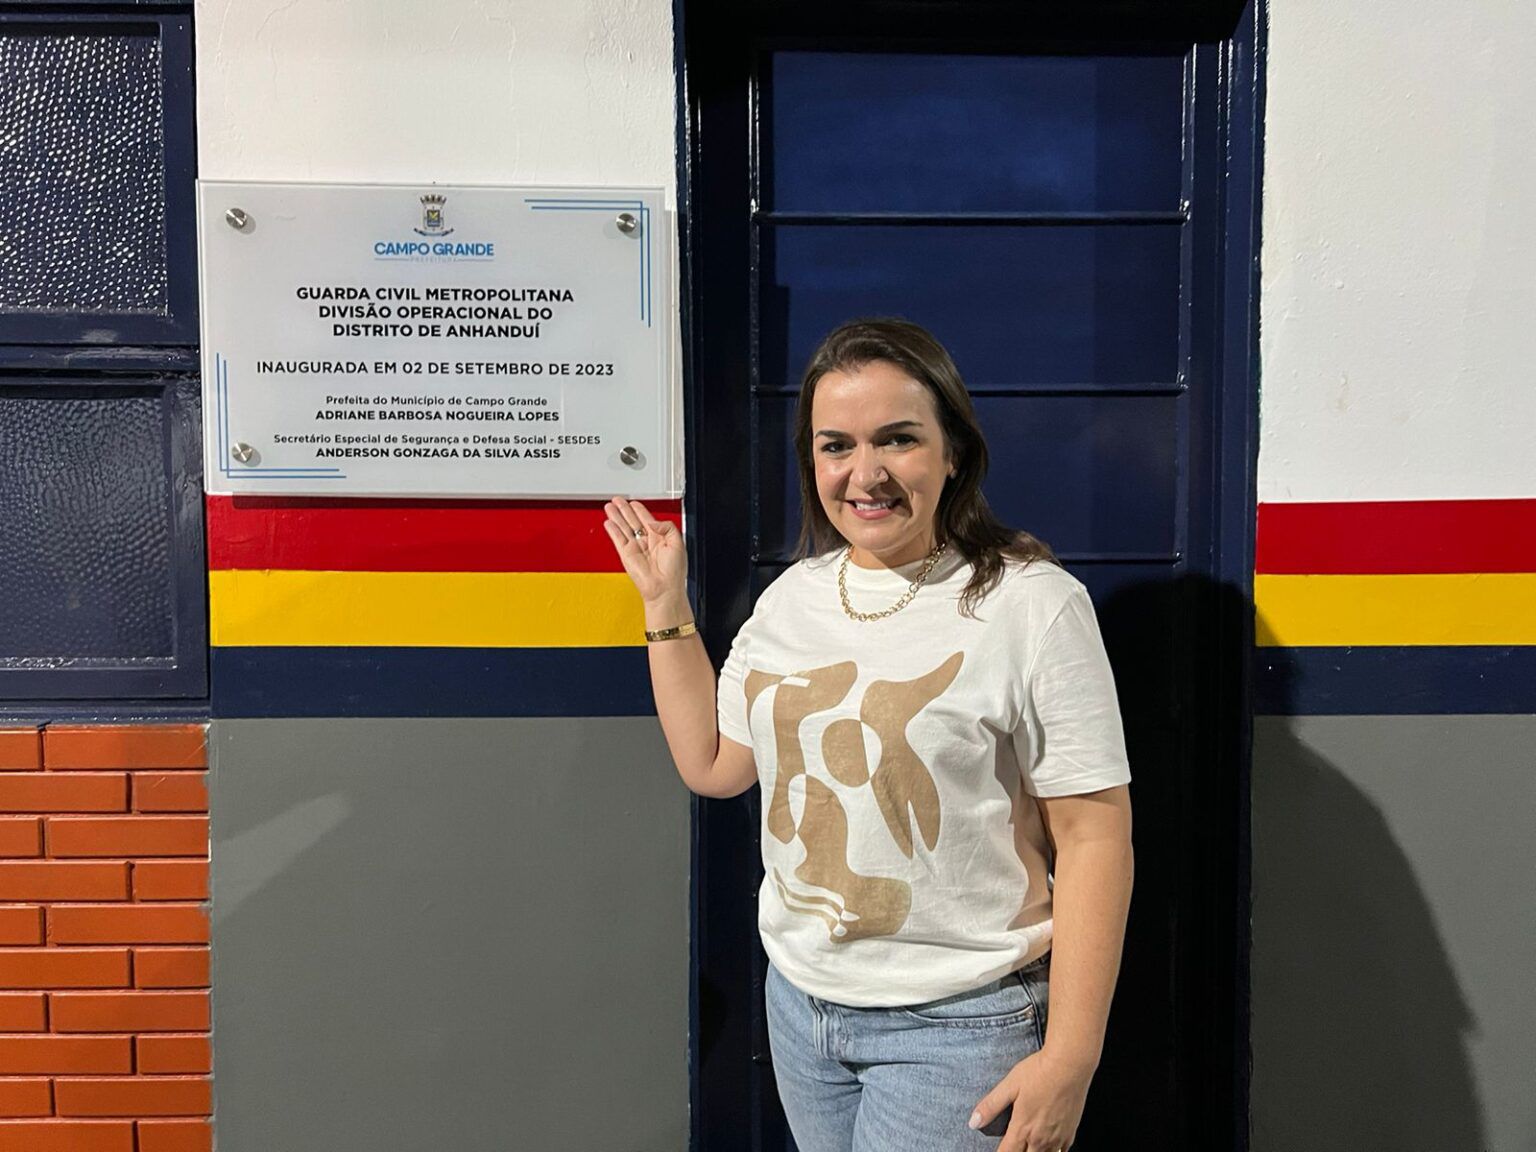 CAMPO GRANDE
PREFEITURA
GUARDA CIVIL METROPOLITANA
DIVISÃO OPERACIONAL DO
DISTRITO DE ANHANDUÍ
INAUGURADA EM 02 DE SETEMBRO DE 2023
Prefeita do Município de Campo Grande
ADRIANE BARBOSA NOGUEIRA LOPES
Secretário Especial de Segurança e Defesa Social - SESDES
ANDERSON GONZAGA DA SILVA ASSIS